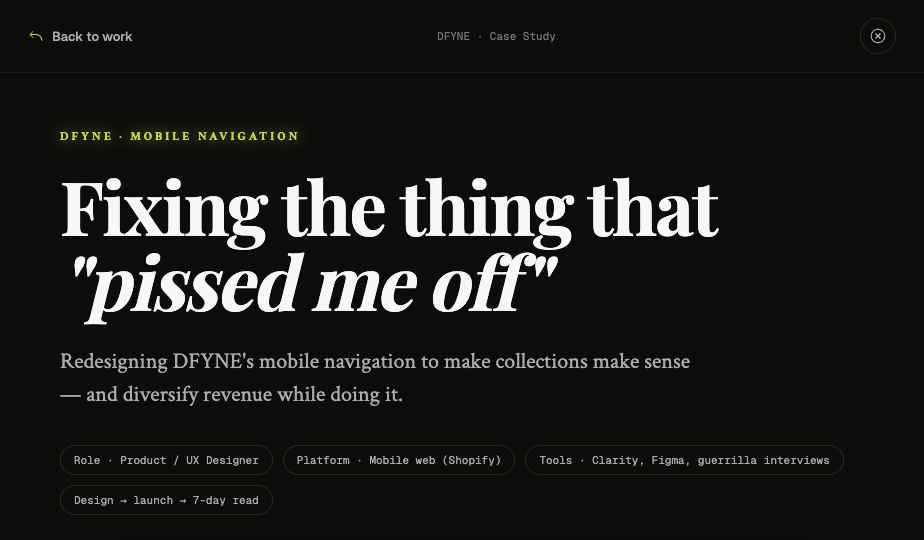 Back to work
DFYNE · Case Study
DFYNE · MOBILE NAVIGATION
Fixing the thing that
"pissed me off"
Redesigning DFYNE's mobile navigation to make collections make sense
— and diversify revenue while doing it.
Role · Product / UX Designer
Platform · Mobile web (Shopify)
Tools · Clarity, Figma, guerrilla interviews
Design → launch → 7-day read